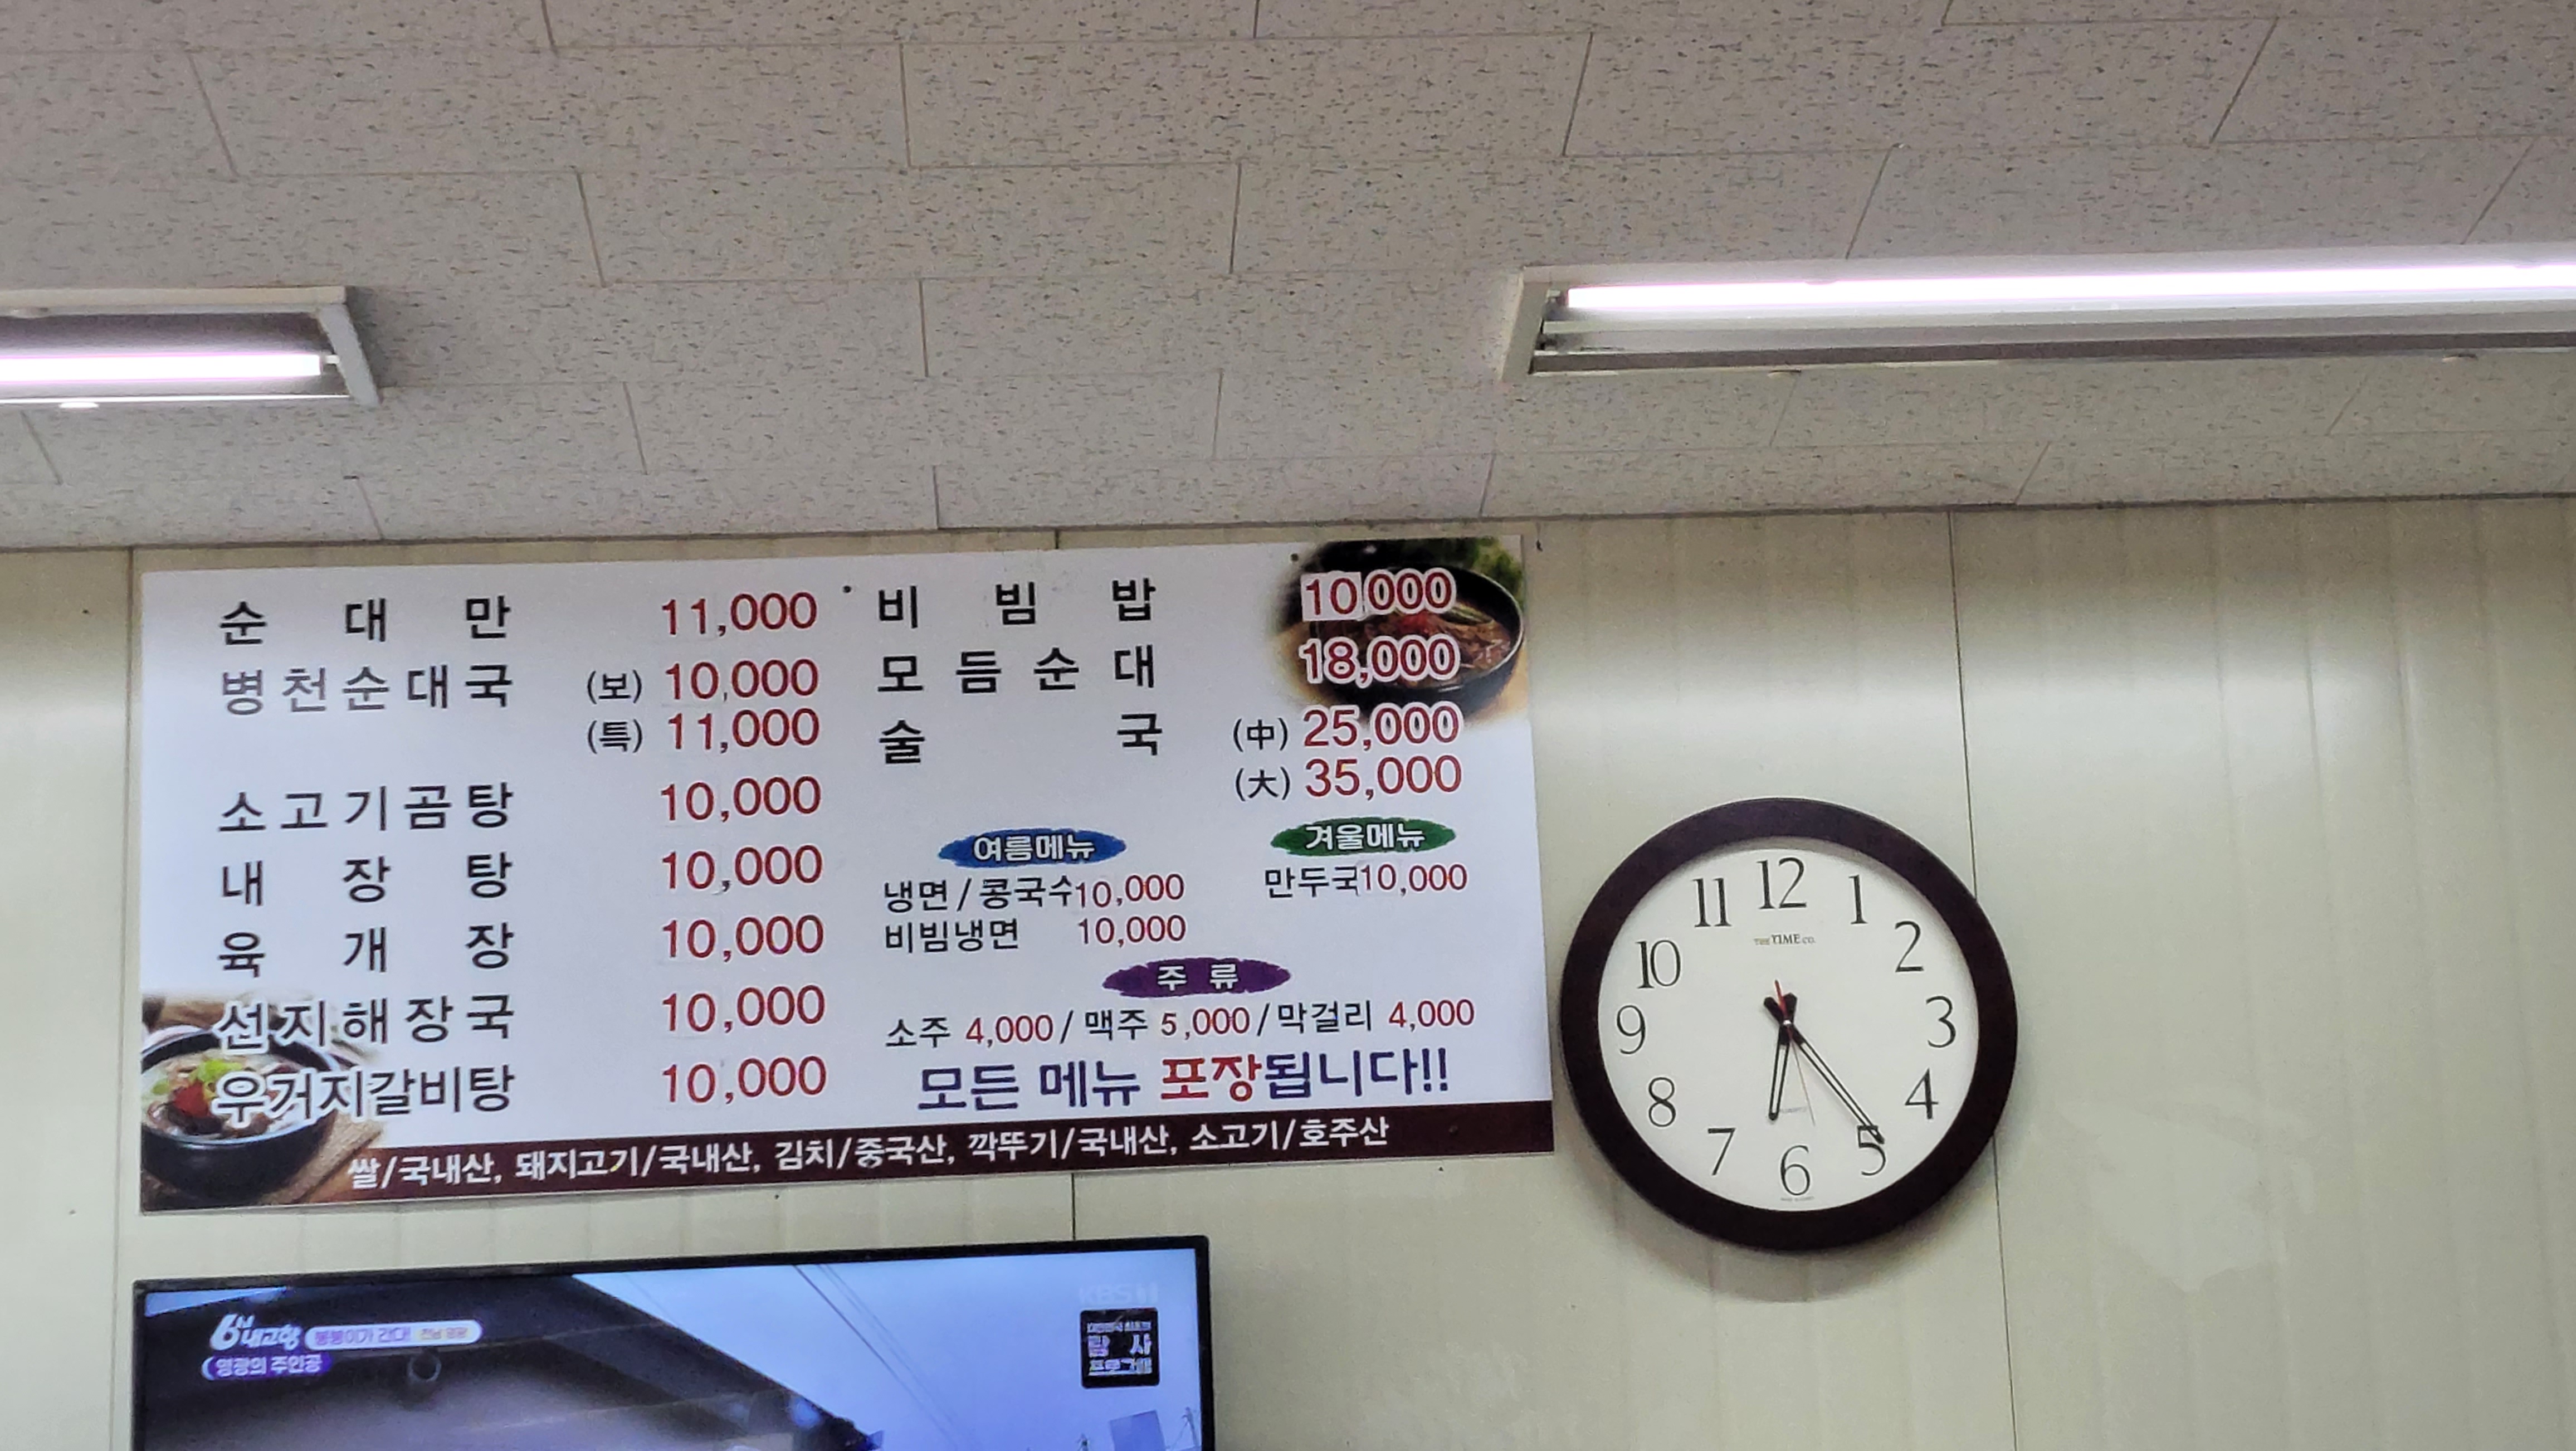 순 대 만 11,000
병천순대국 (보) 10,000
(특) 11,000
소고기곰탕 10,000
내 장 탕 10,000
육 개 장 10,000
선지해장국 10,000
우거지갈비탕 10,000
비 빔 밥 10,000
모 듬 순 대 18,000
술 국 (中) 25,000
(大) 35,000
여름메뉴
냉면/콩국수 10,000
비빔냉면 10,000
겨울메뉴
만두국 10,000
주 류
소주 4,000/맥주 5,000/막걸리 4,000
모든 메뉴 포장됩니다!!
쌀/국내산, 돼지고기/국내산, 김치/중국산, 깍뚜기/국내산, 소고기/호주산
12
11 1
10 2
9 3
8 4
7 5
6
THE TIME CO.
KBS1
6시 내고향
영광의 주인공
프로그램